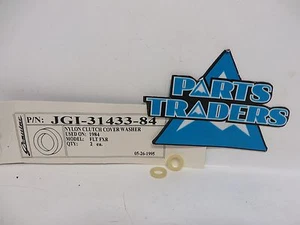 P/N: JGI-31433-84
NYLON CLUTCH COVER WASHER
USED ON: 1984
MODEL: FLT FXR
QTY: 2 ea.
05-26-1998
PARTS
TRADERS